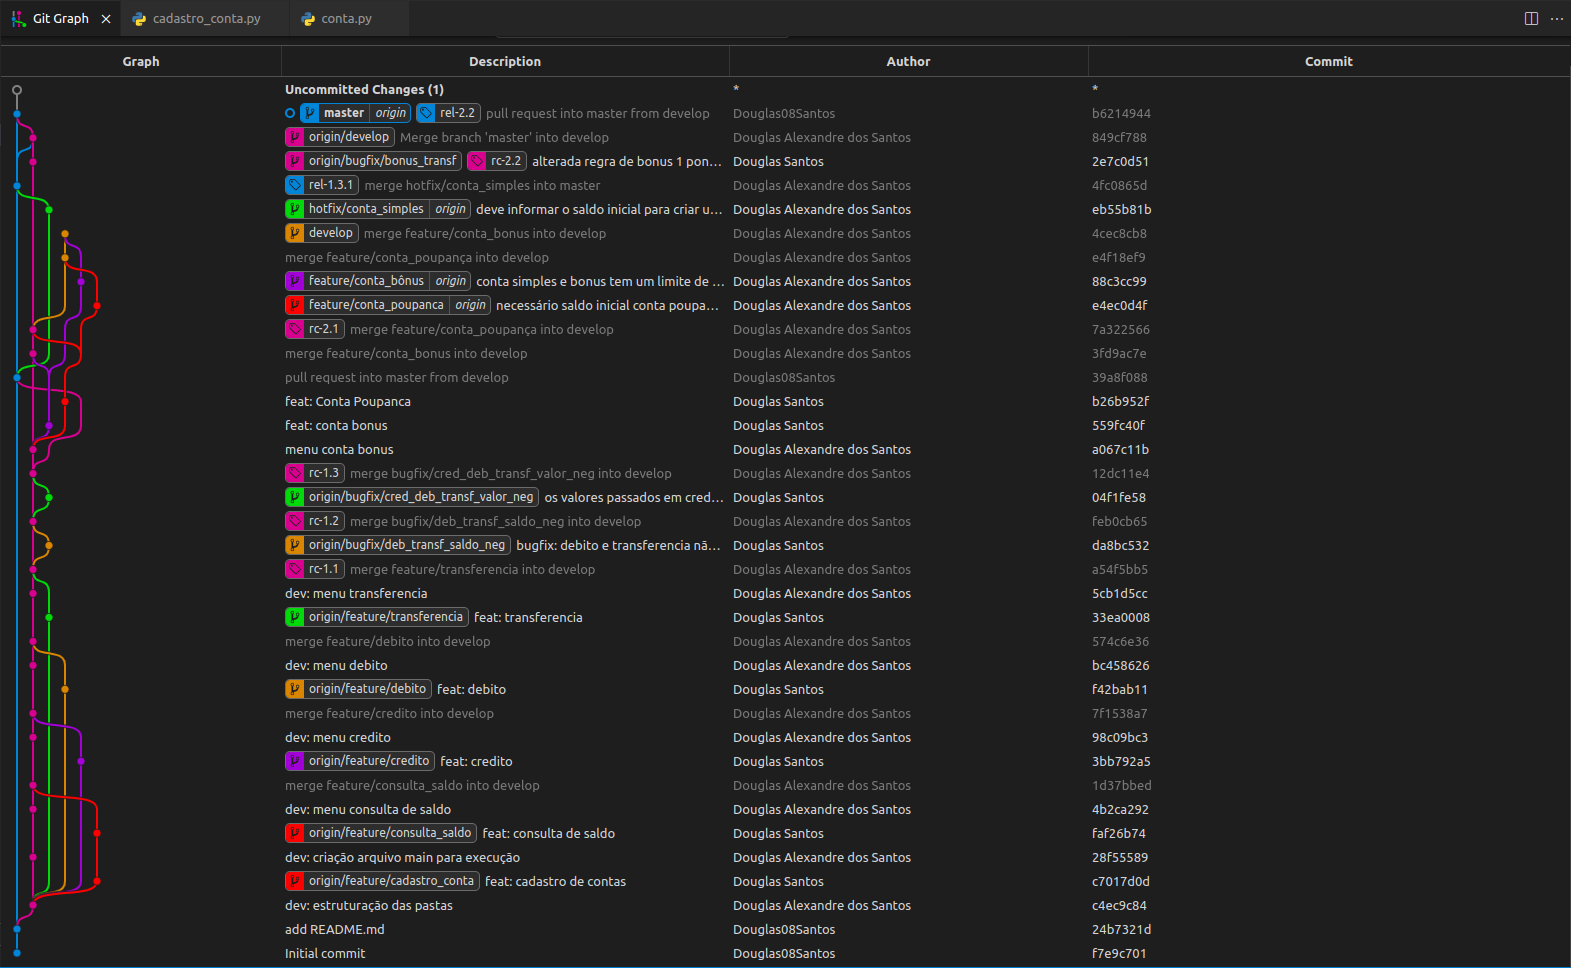 Git Graph cadastro_conta.py conta.py
Graph Description Author Commit
Uncommitted Changes (1) * *
master origin rel-2.2 pull request into master from develop Douglas08Santos b6214944
origin/develop Merge branch 'master' into develop Douglas Alexandre dos Santos 849cf788
origin/bugfix/bonus_transf rc-2.2 alterada regra de bonus 1 pon... Douglas Santos 2e7c0d51
rel-1.3.1 merge hotfix/conta_simples into master Douglas Alexandre dos Santos 4fc0865d
hotfix/conta_simples origin deve informar o saldo inicial para criar u... Douglas Alexandre dos Santos eb55b81b
develop merge feature/conta_bonus into develop Douglas Alexandre dos Santos 4cec8cb8
merge feature/conta_poupança into develop Douglas Alexandre dos Santos e4f18ef9
feature/conta_bônus origin conta simples e bonus tem um limite de ... Douglas Alexandre dos Santos 88c3cc99
feature/conta_poupanca origin necessário saldo inicial conta poupa... Douglas Alexandre dos Santos e4ec0d4f
rc-2.1 merge feature/conta_poupança into develop Douglas Alexandre dos Santos 7a322566
merge feature/conta_bonus into develop Douglas Alexandre dos Santos 3fd9ac7e
pull request into master from develop Douglas08Santos 39a8f088
feat: Conta Poupanca Douglas Santos b26b952f
feat: conta bonus Douglas Santos 559fc40f
menu conta bonus Douglas Alexandre dos Santos a067c11b
rc-1.3 merge bugfix/cred_deb_transf_valor_neg into develop Douglas Alexandre dos Santos 12dc11e4
origin/bugfix/cred_deb_transf_valor_neg os valores passados em cred... Douglas Santos 04f1fe58
rc-1.2 merge bugfix/deb_transf_saldo_neg into develop Douglas Alexandre dos Santos feb0cb65
origin/bugfix/deb_transf_saldo_neg bugfix: debito e transferencia nã... Douglas Santos da8bc532
rc-1.1 merge feature/transferencia into develop Douglas Alexandre dos Santos a54f5bb5
dev: menu transferencia Douglas Alexandre dos Santos 5cb1d5cc
origin/feature/transferencia feat: transferencia Douglas Santos 33ea0008
merge feature/debito into develop Douglas Alexandre dos Santos 574c6e36
dev: menu debito Douglas Alexandre dos Santos bc458626
origin/feature/debito feat: debito Douglas Santos f42bab11
merge feature/credito into develop Douglas Alexandre dos Santos 7f1538a7
dev: menu credito Douglas Alexandre dos Santos 98c09bc3
origin/feature/credito feat: credito Douglas Santos 3bb792a5
merge feature/consulta_saldo into develop Douglas Alexandre dos Santos 1d37bbed
dev: menu consulta de saldo Douglas Alexandre dos Santos 4b2ca292
origin/feature/consulta_saldo feat: consulta de saldo Douglas Santos faf26b74
dev: criação arquivo main para execução Douglas Alexandre dos Santos 28f55589
origin/feature/cadastro_conta feat: cadastro de contas Douglas Santos c7017d0d
dev: estruturação das pastas Douglas Alexandre dos Santos c4ec9c84
add README.md Douglas08Santos 24b7321d
Initial commit Douglas08Santos f7e9c701